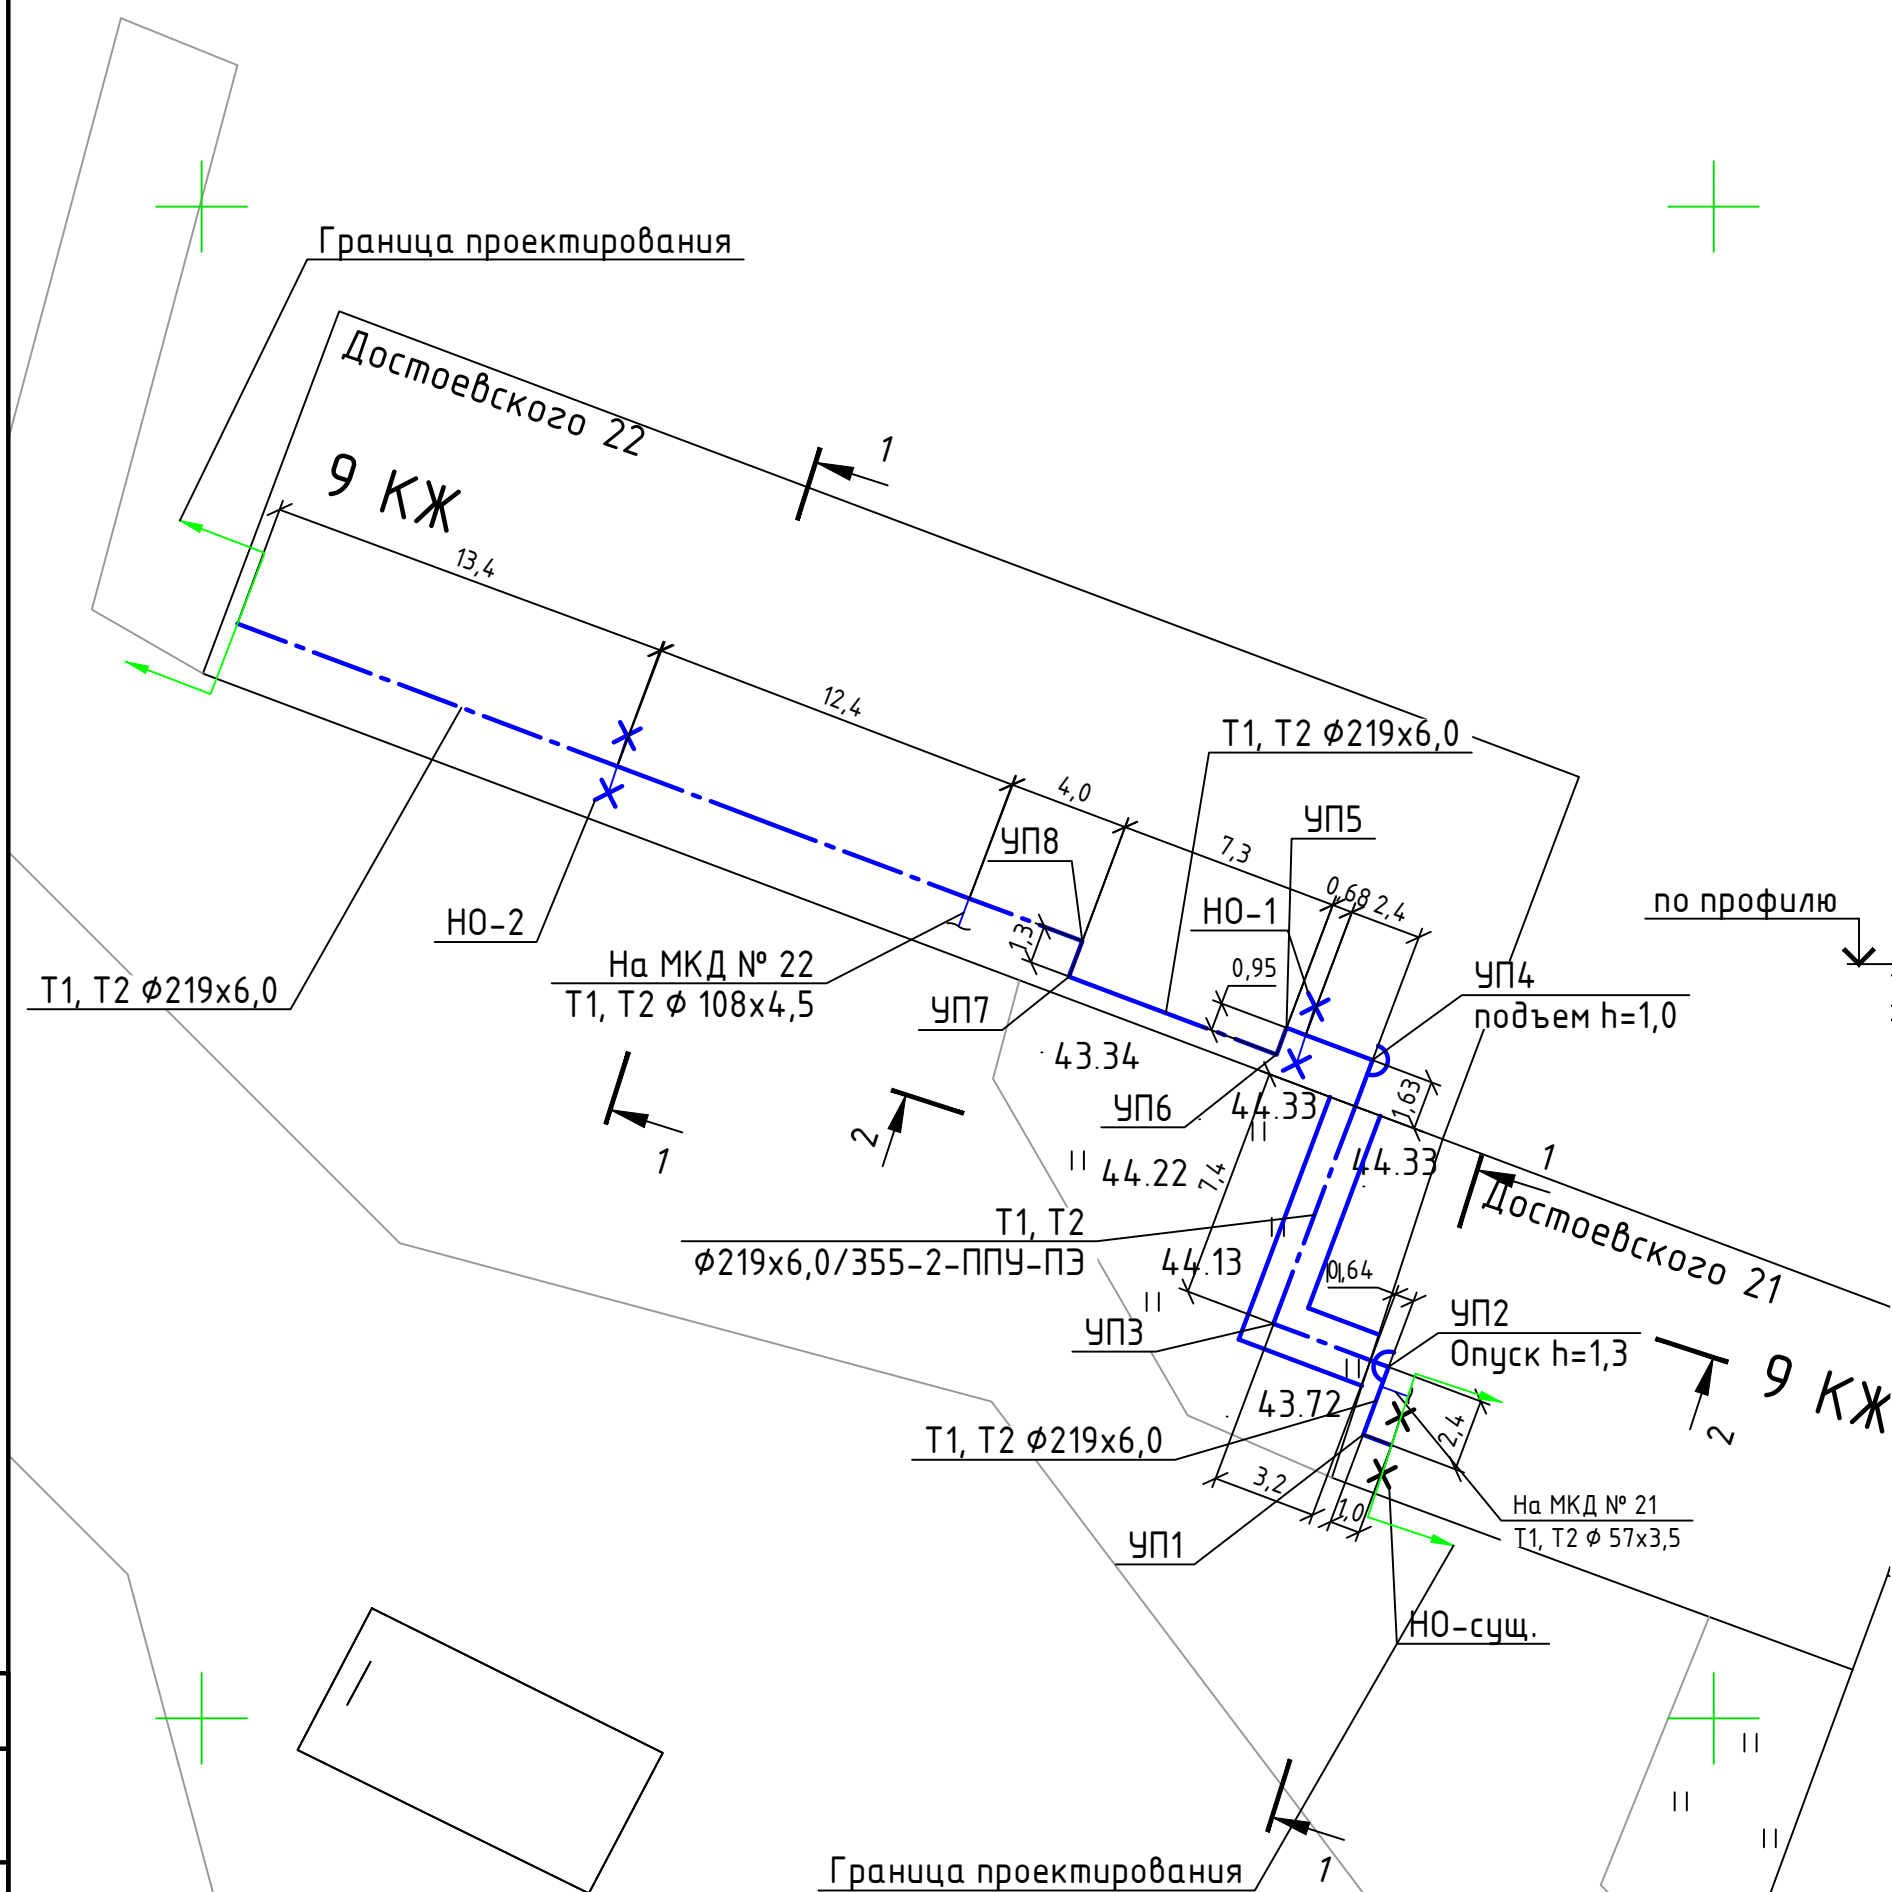 Граница проектирования
Достоевского 22
1
9 КЖ
13,4
12,4
Т1, Т2 Ф219х6,0
4,0
УП5
УП8
7,3
0,68
2,4
по профилю
НО-2
НО-1
1,3
На МКД № 22
Т1, Т2 Ф 108х4,5
0,95
УП4
подъем h=1,0
Т1, Т2 Ф219х6,0
УП7
43.34
1,63
УП6
44.33
2
1
44.22
7,4
44.33
1
Достоевского 21
Т1, Т2
Ф219х6,0/355-2-ППУ-ПЭ
44.13
0,64
УП3
УП2
Опуск h=1,3
9 КЖ
43.72
2,4
2
Т1, Т2 Ф219х6,0
3,2
1,0
На МКД № 21
Т1, Т2 Ф 57х3,5
УП1
НО-сущ.
Граница проектирования
1